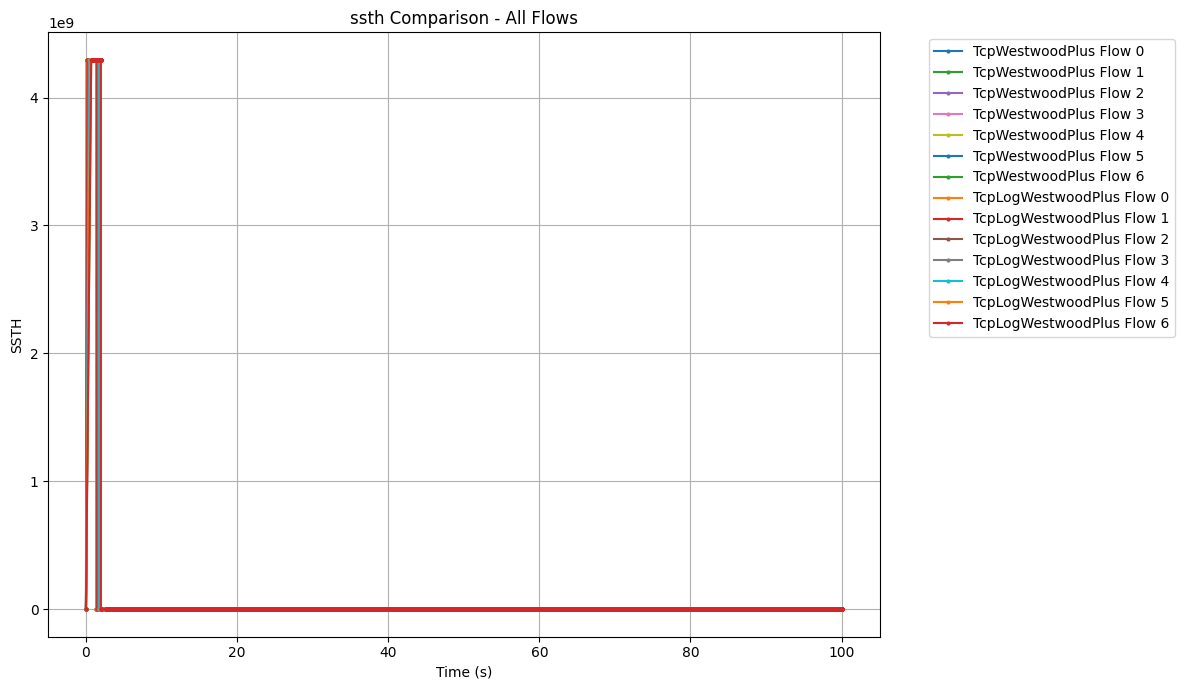 ssth Comparison - All Flows
1e9
4
3
2
1
0
SSTH
0 20 40 60 80 100
Time (s)
TcpWestwoodPlus Flow 0
TcpWestwoodPlus Flow 1
TcpWestwoodPlus Flow 2
TcpWestwoodPlus Flow 3
TcpWestwoodPlus Flow 4
TcpWestwoodPlus Flow 5
TcpWestwoodPlus Flow 6
TcpLogWestwoodPlus Flow 0
TcpLogWestwoodPlus Flow 1
TcpLogWestwoodPlus Flow 2
TcpLogWestwoodPlus Flow 3
TcpLogWestwoodPlus Flow 4
TcpLogWestwoodPlus Flow 5
TcpLogWestwoodPlus Flow 6